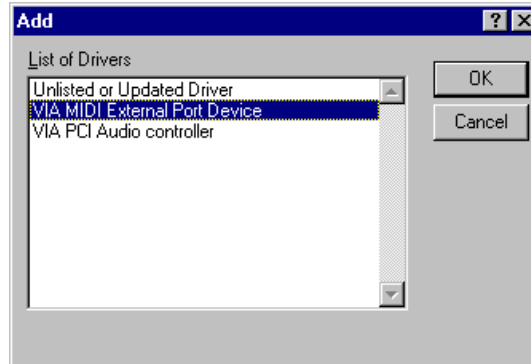 Add
List of Drivers
Unlisted or Updated Driver
VIA MIDI External Port Device
VIA PCI Audio controller
OK
Cancel